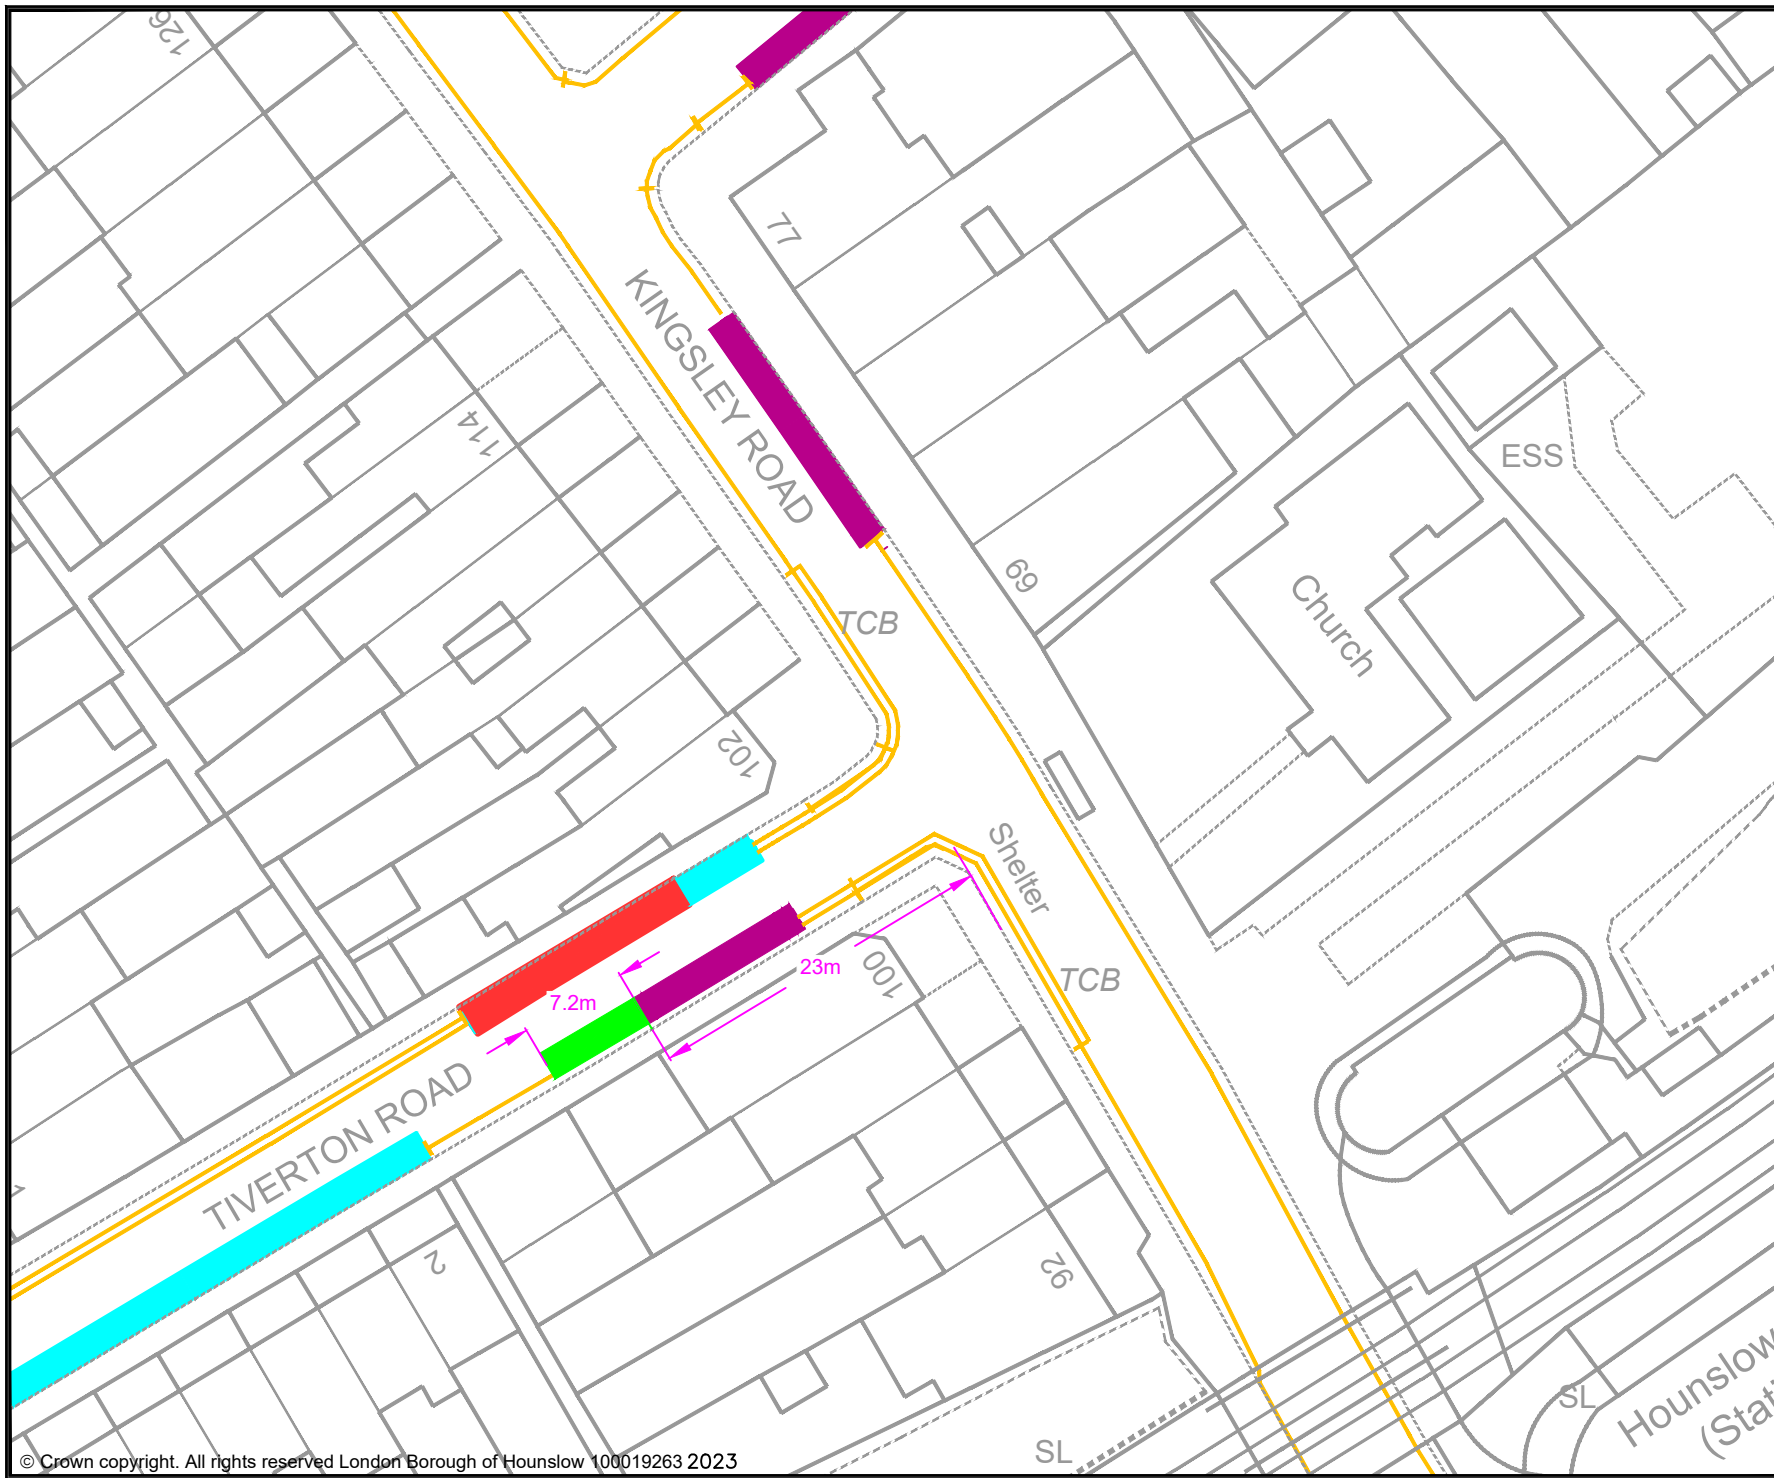 126
77
KINGSLEY ROAD
114
ESS
69
TCB
Church
102
Shelter
23m
100
TCB
7.2m
TIVERTON ROAD
2
92
Hounslow
SL
SL
© Crown copyright. All rights reserved London Borough of Hounslow 100019263 2023